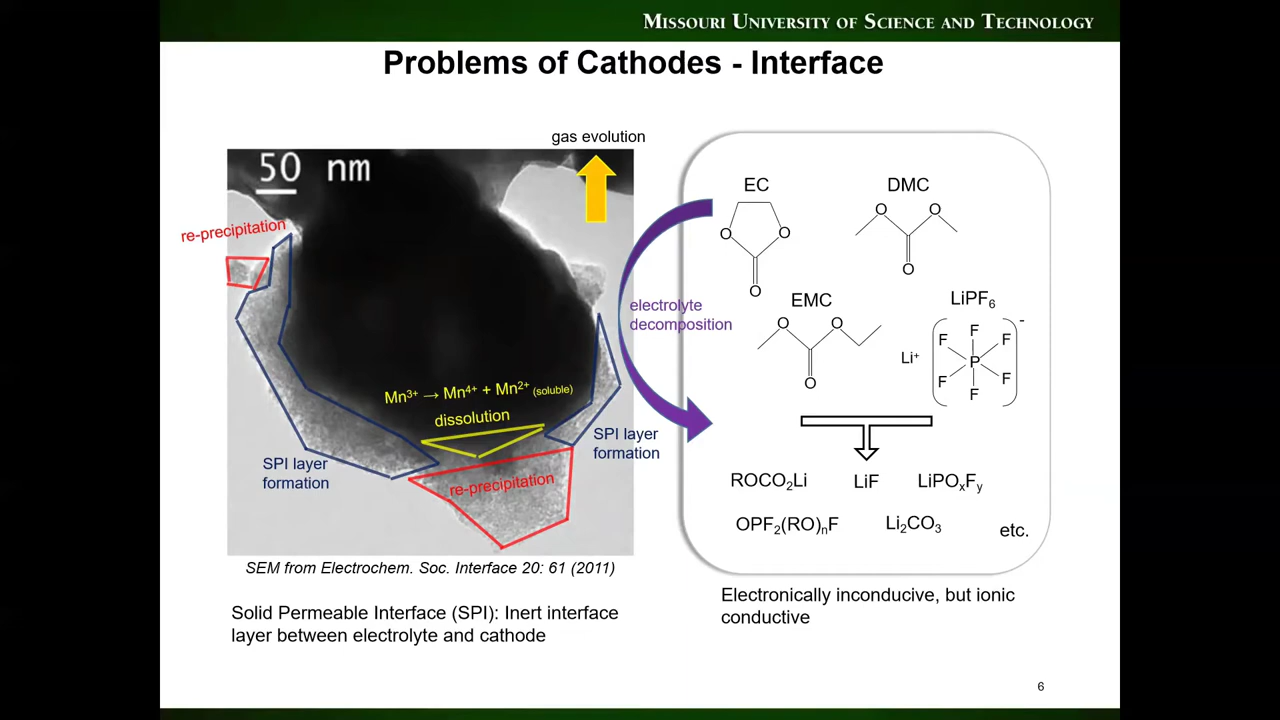 MISSOURI UNIVERSITY OF SCIENCE AND TECHNOLOGY
Problems of Cathodes - Interface
gas evolution
50 nm
re-precipitation
electrolyte
decomposition
Mn³⁺ → Mn⁴⁺ + Mn²⁺ (soluble)
dissolution
SPI layer
formation
SPI layer
formation
re-precipitation
SEM from Electrochem. Soc. Interface 20: 61 (2011)
Solid Permeable Interface (SPI): Inert interface
layer between electrolyte and cathode
EC
DMC
O
O
O
O
O
O
EMC
O
O
O
LiPF₆
Li⁺
F
F
F
P
F
F
F
-
ROCO₂Li
LiF
LiPOₓFᵧ
OPF₂(RO)ₙF
Li₂CO₃
etc.
Electronically inconducive, but ionic
conductive
6